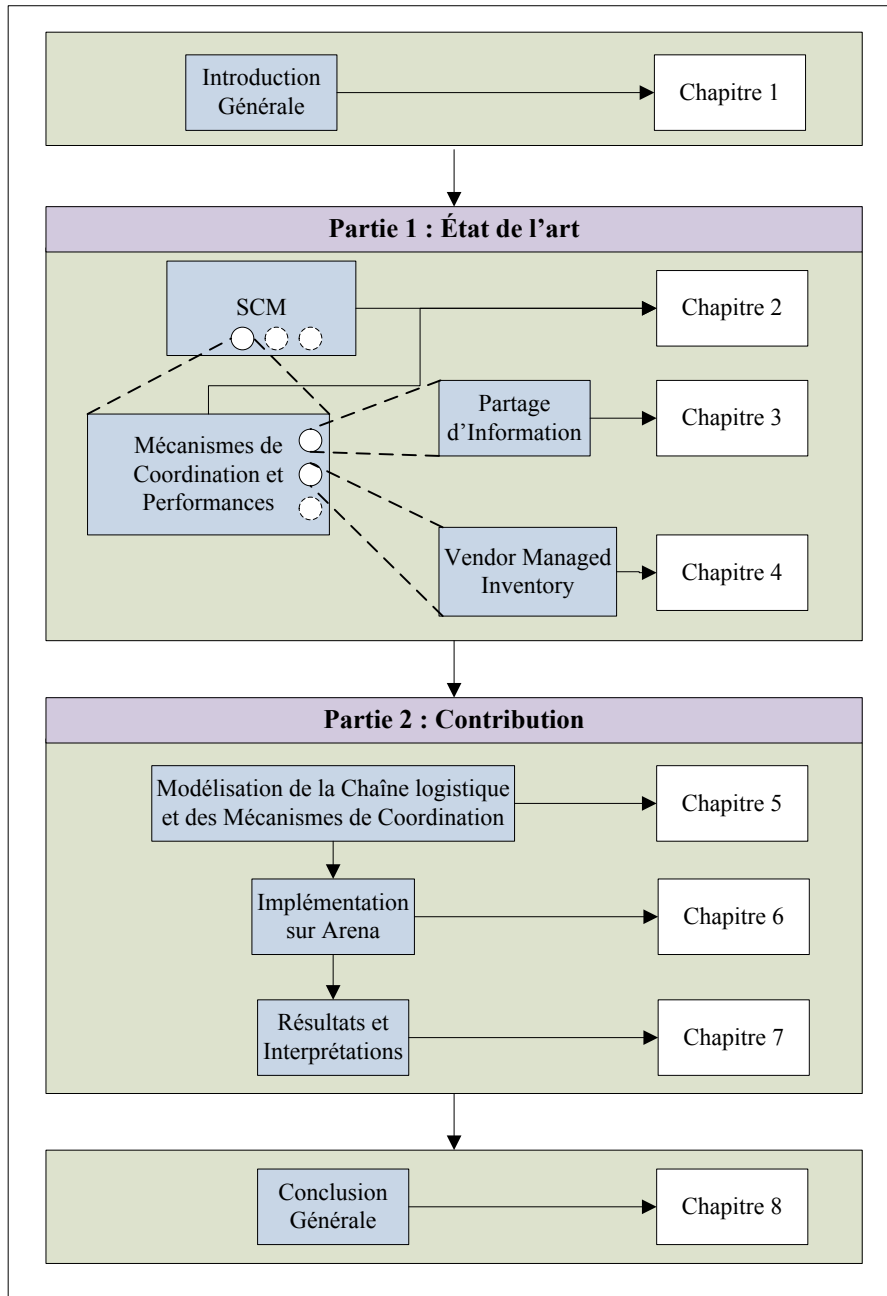 Introduction
Générale
Chapitre 1
Partie 1 : État de l’art
SCM
Chapitre 2
Mécanismes de
Coordination et
Performances
Partage
d’Information
Chapitre 3
Vendor Managed
Inventory
Chapitre 4
Partie 2 : Contribution
Modélisation de la Chaîne logistique
et des Mécanismes de Coordination
Chapitre 5
Implémentation
sur Arena
Chapitre 6
Résultats et
Interprétations
Chapitre 7
Conclusion
Générale
Chapitre 8